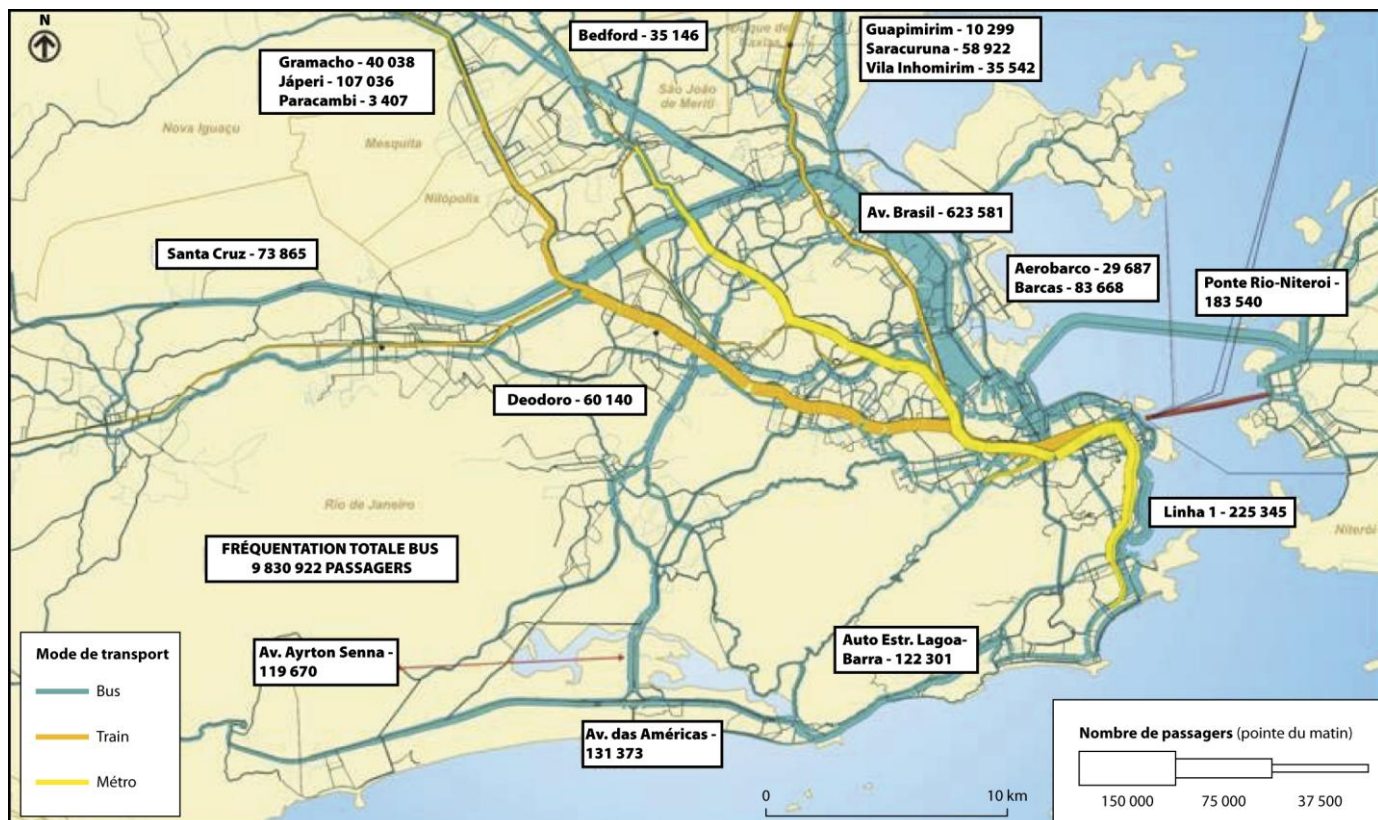 N
Bedford - 35 146
Duque de
Caxias
Guapimirim - 10 299
Saracuruna - 58 922
Vila Inhomirim - 35 542
Gramacho - 40 038
Jáperi - 107 036
Paracambi - 3 407
São João
de Meriti
Nova Iguaçu
Mesquita
Nilópolis
Av. Brasil - 623 581
Santa Cruz - 73 865
Aerobarco - 29 687
Barcas - 83 668
Ponte Rio-Niteroi -
183 540
Deodoro - 60 140
Rio de Janeiro
Linha 1 - 225 345
Niterói
FRÉQUENTATION TOTALE BUS
9 830 922 PASSAGERS
Mode de transport
Bus
Train
Métro
Av. Ayrton Senna -
119 670
Auto Estr. Lagoa-
Barra - 122 301
Av. das Américas -
131 373
0
10 km
Nombre de passagers (pointe du matin)
150 000
75 000
37 500